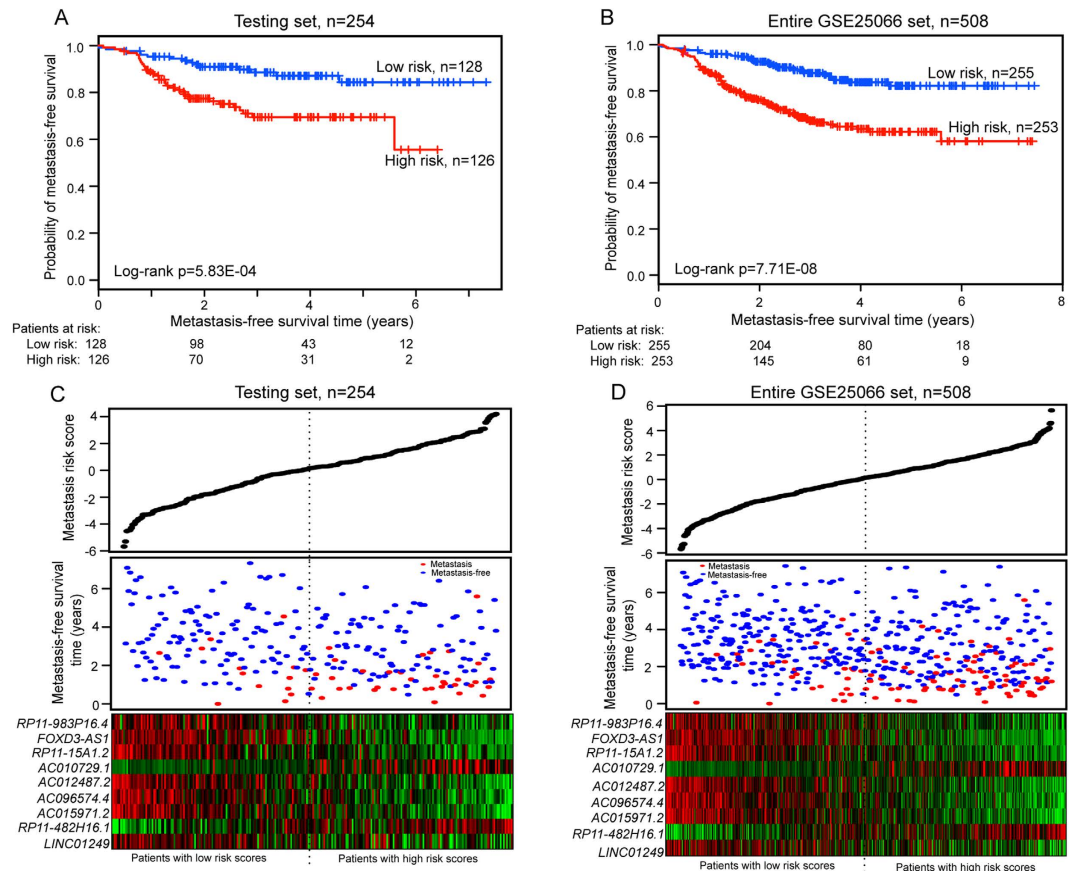 A
Testing set, n=254
Probability of metastasis-free survival
1.0
0.8
0.6
0.4
0.2
0.0
Low risk, n=128
High risk, n=126
Log-rank p=5.83E-04
0 2 4 6
Metastasis-free survival time (years)
Patients at risk:
Low risk: 128 98 43 12
High risk: 126 70 31 2
B
Entire GSE25066 set, n=508
Probability of metastasis-free survival
1.0
0.8
0.6
0.4
0.2
0.0
Low risk, n=255
High risk, n=253
Log-rank p=7.71E-08
0 2 4 6 8
Metastasis-free survival time (years)
Patients at risk:
Low risk: 255 204 80 18
High risk: 253 145 61 9
C
Testing set, n=254
Metastasis risk score
4
2
0
-2
-4
-6
Metastasis-free survival
time (years)
6
4
2
0
Metastasis
Metastasis-free
RP11-983P16.4
FOXD3-AS1
RP11-15A1.2
AC010729.1
AC012487.2
AC096574.4
AC015971.2
RP11-482H16.1
LINC01249
Patients with low risk scores
Patients with high risk scores
D
Entire GSE25066 set, n=508
Metastasis risk score
6
4
2
0
-2
-4
-6
Metastasis-free survival
time (years)
6
4
2
0
Metastasis
Metastasis-free
RP11-983P16.4
FOXD3-AS1
RP11-15A1.2
AC010729.1
AC012487.2
AC096574.4
AC015971.2
RP11-482H16.1
LINC01249
Patients with low risk scores
Patients with high risk scores